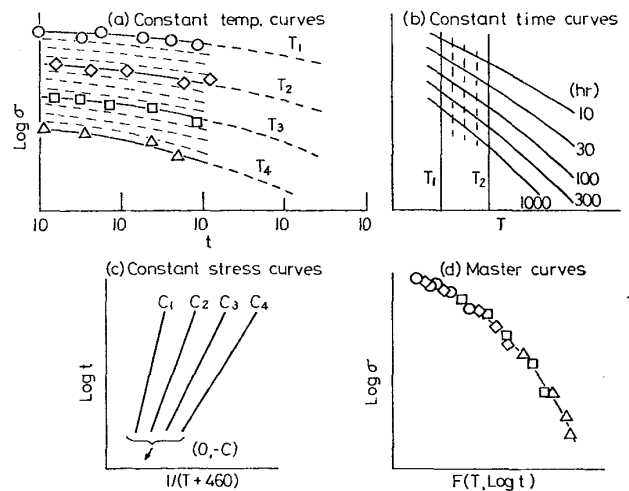 (a) Constant temp. curves
Log σ
T1
T2
T3
T4
10 10 10 10 10
t
(b) Constant time curves
(hr)
10
30
100
300
1000
T1 T2
T
(c) Constant stress curves
C1 C2 C3 C4
Log t
(0,-C)
1/(T + 460)
(d) Master curves
Log σ
F(T, Log t)